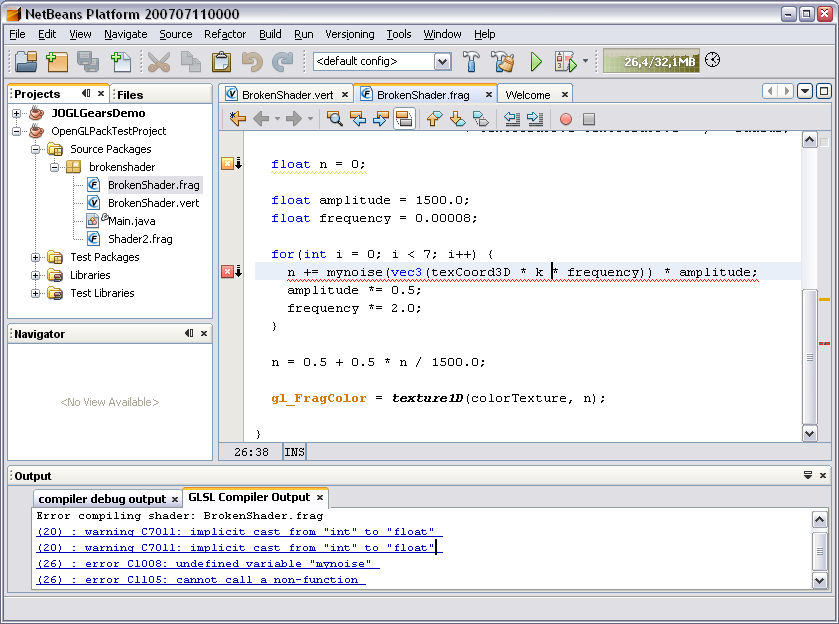 NetBeans Platform 200707110000
File Edit View Navigate Source Refactor Build Run Versioning Tools Window Help
<default config> 26,4/32,1MB
Projects Files
BrokenShader.vert BrokenShader.frag Welcome
JOGLGearsDemo
OpenGLPackTestProject
Source Packages
brokenshader
BrokenShader.frag
BrokenShader.vert
Main.java
Shader2.frag
Test Packages
Libraries
Test Libraries
Navigator
<No View Available>
float n = 0;
float amplitude = 1500.0;
float frequency = 0.00008;
for(int i = 0; i < 7; i++) {
n += mynoise(vec3(texCoord3D * k * frequency)) * amplitude;
amplitude *= 0.5;
frequency *= 2.0;
}
n = 0.5 + 0.5 * n / 1500.0;
gl_FragColor = texture1D(colorTexture, n);
}
26:38 INS
Output
compiler debug output GLSL Compiler Output
Error compiling shader: BrokenShader.frag
(20) : warning C7011: implicit cast from "int" to "float"
(20) : warning C7011: implicit cast from "int" to "float"
(26) : error C1008: undefined variable "mynoise"
(26) : error C1105: cannot call a non-function